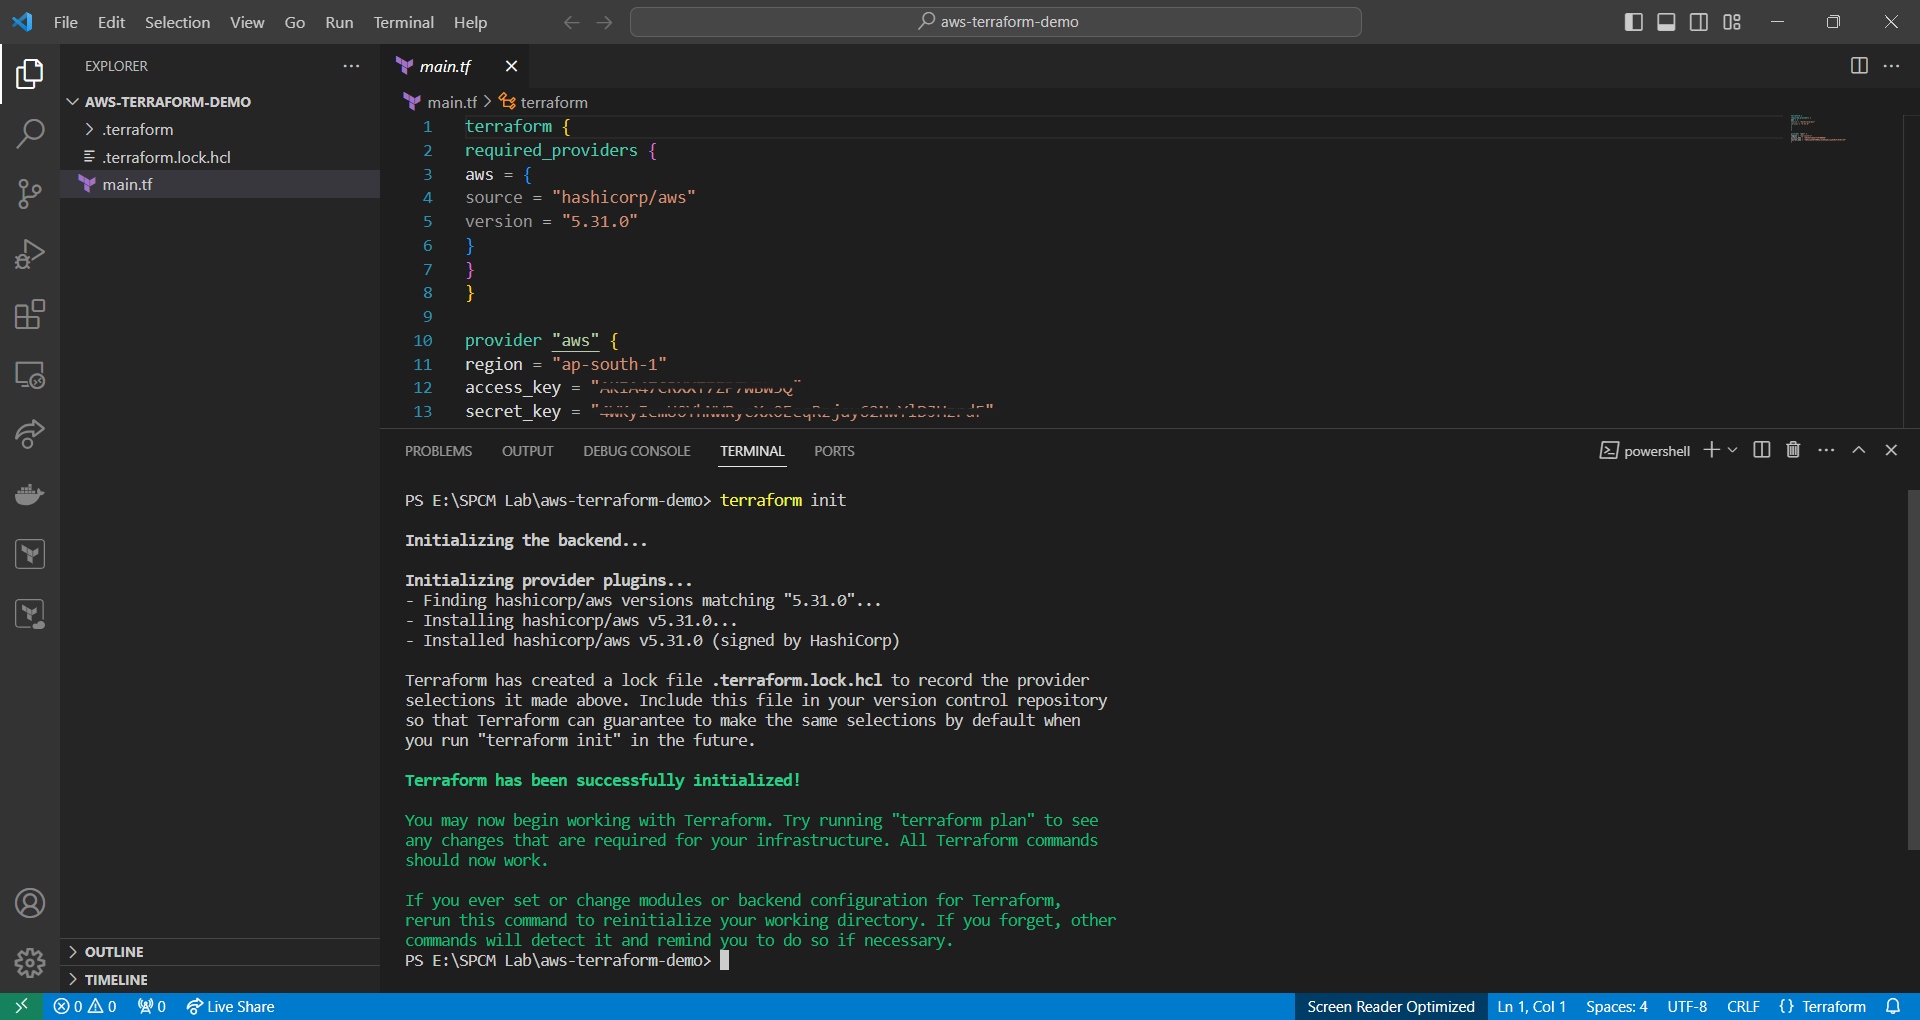 File Edit Selection View Go Run Terminal Help
aws-terraform-demo
EXPLORER
AWS-TERRAFORM-DEMO
.terraform
.terraform.lock.hcl
main.tf
main.tf
main.tf > terraform
1 terraform {
2 required_providers {
3 aws = {
4 source = "hashicorp/aws"
5 version = "5.31.0"
6 }
7 }
8 }
9
10 provider "aws" {
11 region = "ap-south-1"
12 access_key = "
13 secret_key = "
PROBLEMS OUTPUT DEBUG CONSOLE TERMINAL PORTS
powershell
PS E:\SPCM Lab\aws-terraform-demo> terraform init
Initializing the backend...
Initializing provider plugins...
- Finding hashicorp/aws versions matching "5.31.0"...
- Installing hashicorp/aws v5.31.0...
- Installed hashicorp/aws v5.31.0 (signed by HashiCorp)
Terraform has created a lock file .terraform.lock.hcl to record the provider
selections it made above. Include this file in your version control repository
so that Terraform can guarantee to make the same selections by default when
you run "terraform init" in the future.
Terraform has been successfully initialized!
You may now begin working with Terraform. Try running "terraform plan" to see
any changes that are required for your infrastructure. All Terraform commands
should now work.
If you ever set or change modules or backend configuration for Terraform,
rerun this command to reinitialize your working directory. If you forget, other
commands will detect it and remind you to do so if necessary.
PS E:\SPCM Lab\aws-terraform-demo>
OUTLINE
TIMELINE
0 0 0 Live Share
Screen Reader Optimized Ln 1, Col 1 Spaces: 4 UTF-8 CRLF {} Terraform